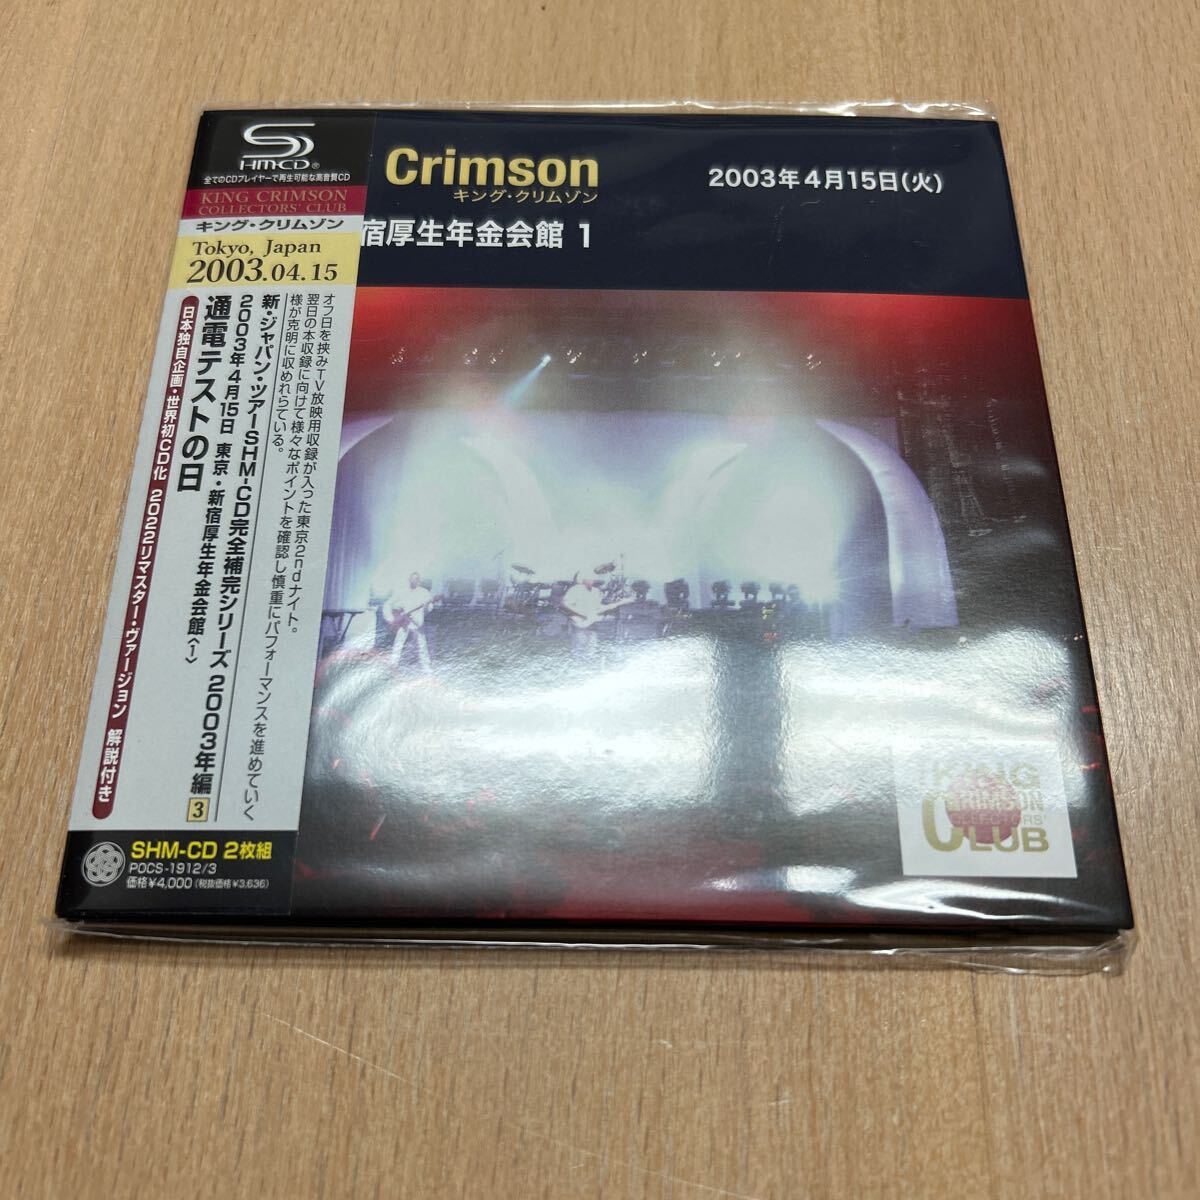 SHM-CD®
全てのCDプレイヤーで再生可能な高音質CD
KING CRIMSON
COLLECTORS' CLUB
キング・クリムゾン
Tokyo, Japan
2003.04.15
オフ日を挟みTV放映用収録が入った東京2ndナイト。
翌日の本収録に向けて様々なポイントを確認し慎重にパフォーマンスを進めていく
様が克明に収めれらている。
新・ジャパン・ツアーSHM-CD完全補完シリーズ 2003年編 3
2003年4月15日 東京・新宿厚生年金会館〈1〉
通電テストの日
日本独自企画・世界初CD化 2022リマスター・ヴァージョン 解説付き
SHM-CD 2枚組
POCS-1912/3
価格¥4,000 (税抜価格¥3,636)
Crimson
キング・クリムゾン
2003年4月15日(火)
宿厚生年金会館 1
KING
CRIMSON
COLLECTORS'
CLUB